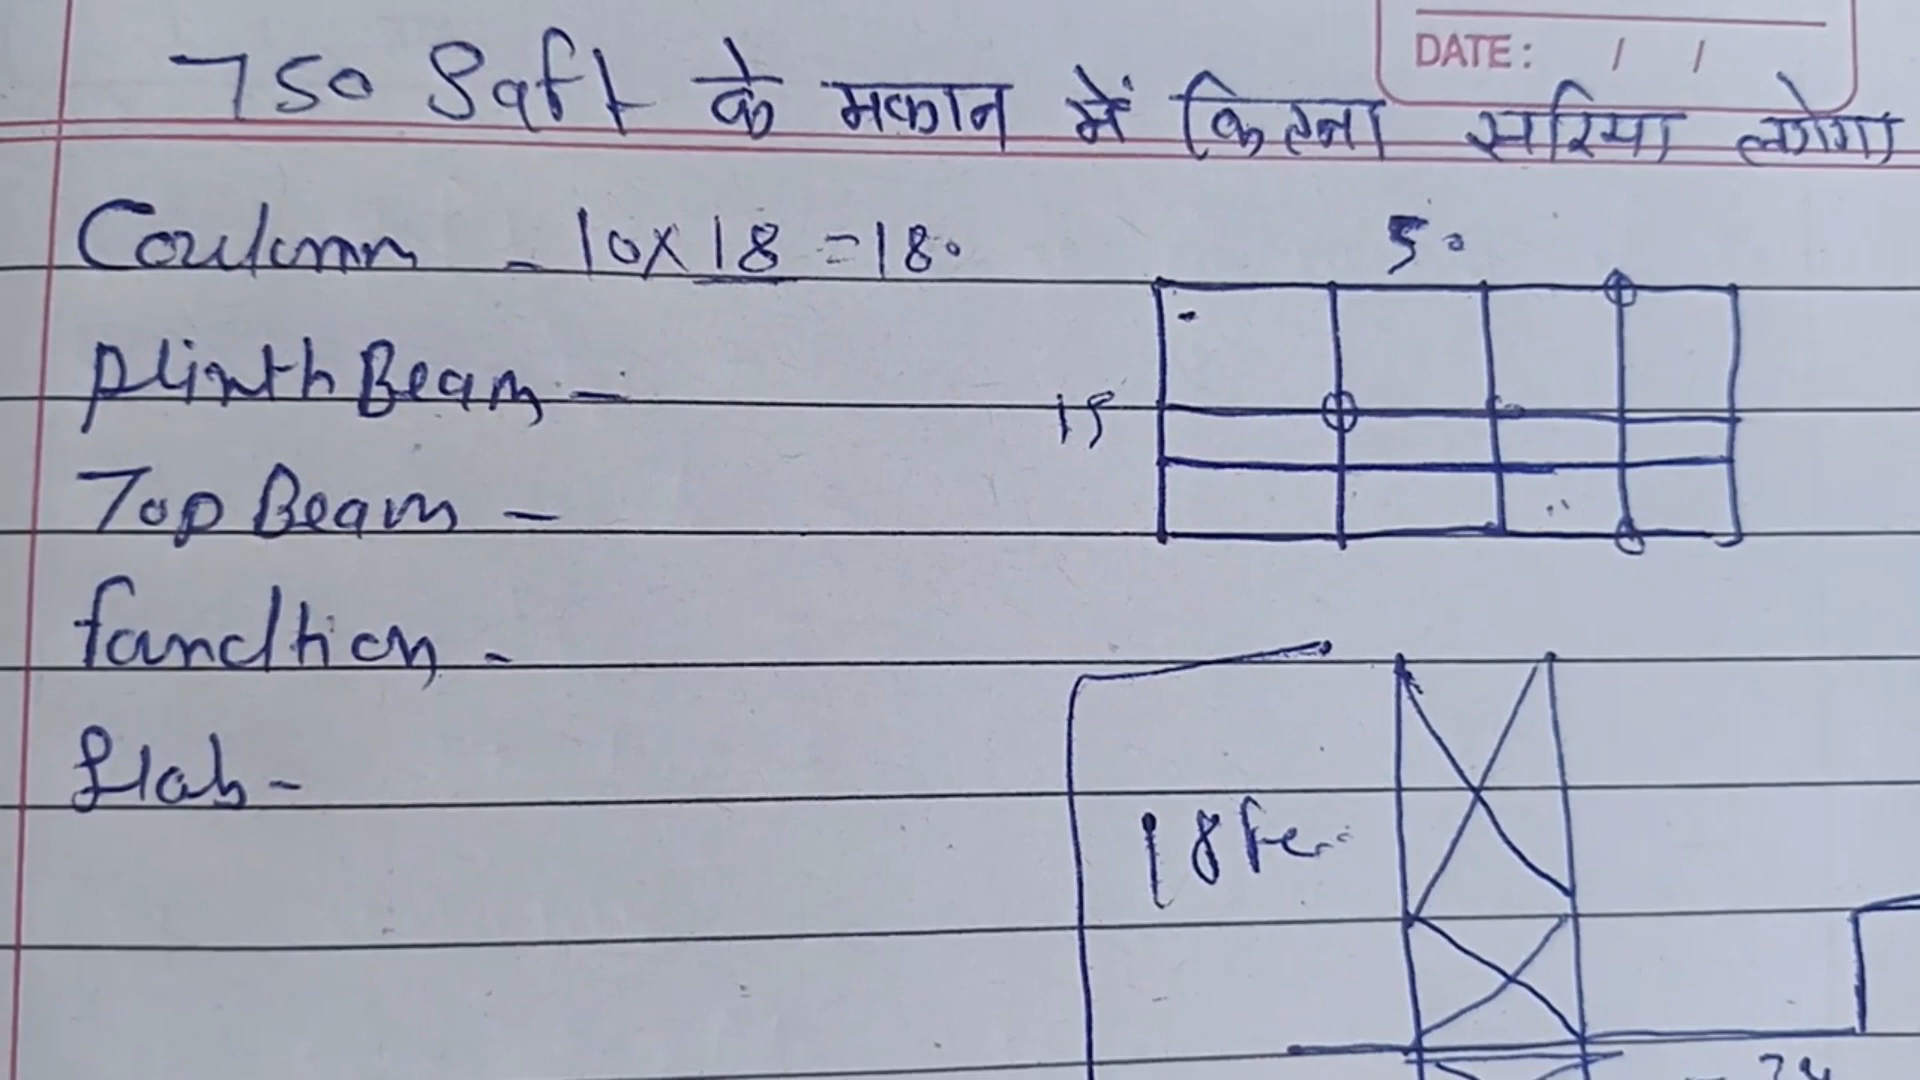 DATE: / /
750 Sqft के मकान में कितना सरिया लगेगा
Coulumn - 10 x 18 = 180
50
Plinth Beam -
15
Top Beam -
fandtion -
Slab -
18 fe